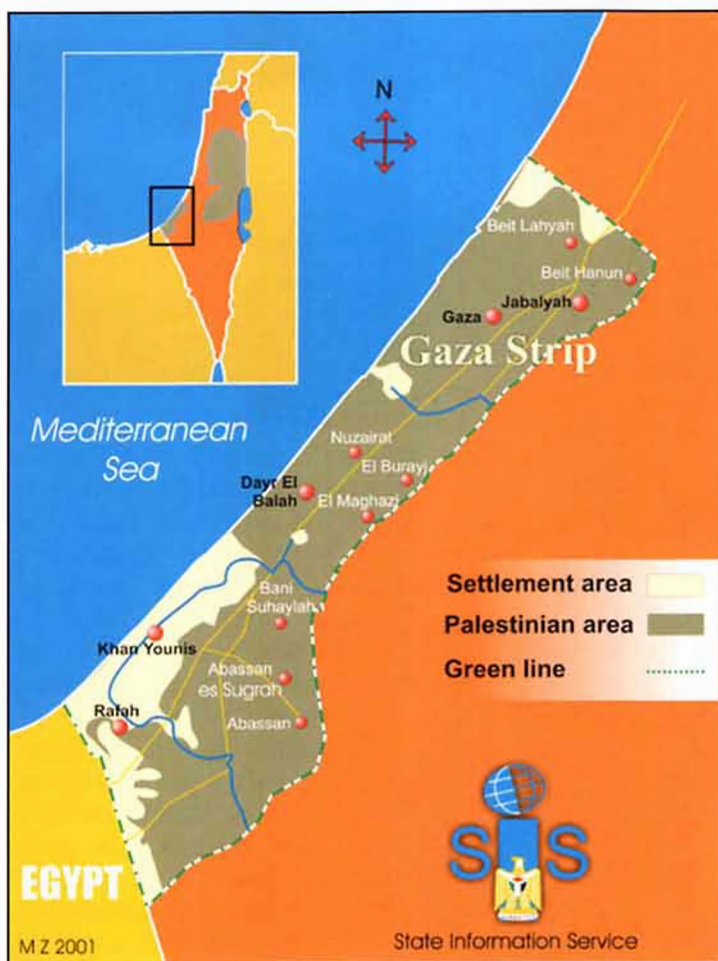 N
Beit Lahyah
Beit Hanun
Jabalyah
Gaza
Gaza Strip
Mediterranean
Sea
Nuzairat
El Burayj
Dayr El
Balah
El Maghazi
Settlement area
Bani
Suhaylah
Palestinian area
Khan Younis
Abassan
es Sugrah
Green line
Rafah
Abassan
SIS
EGYPT
State Information Service
M Z 2001